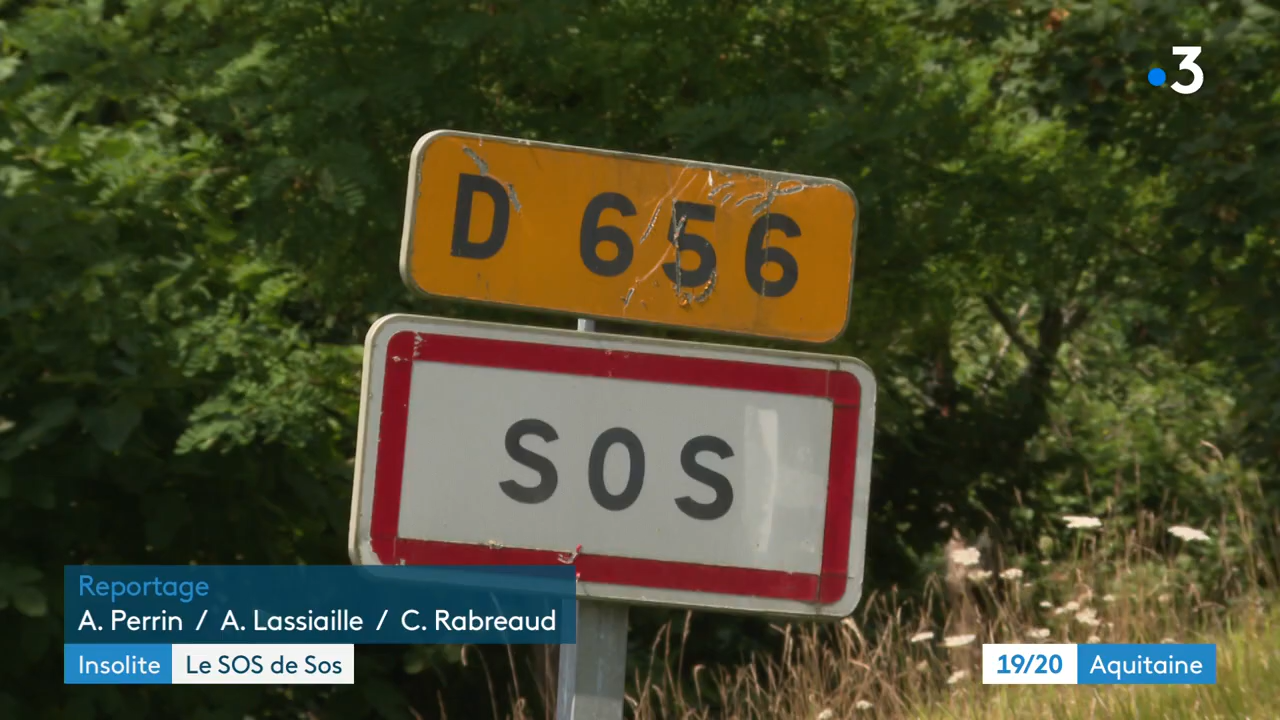 3
D 656
SOS
Reportage
A. Perrin / A. Lassiaille / C. Rabreaud
Insolite Le SOS de Sos
19/20 Aquitaine